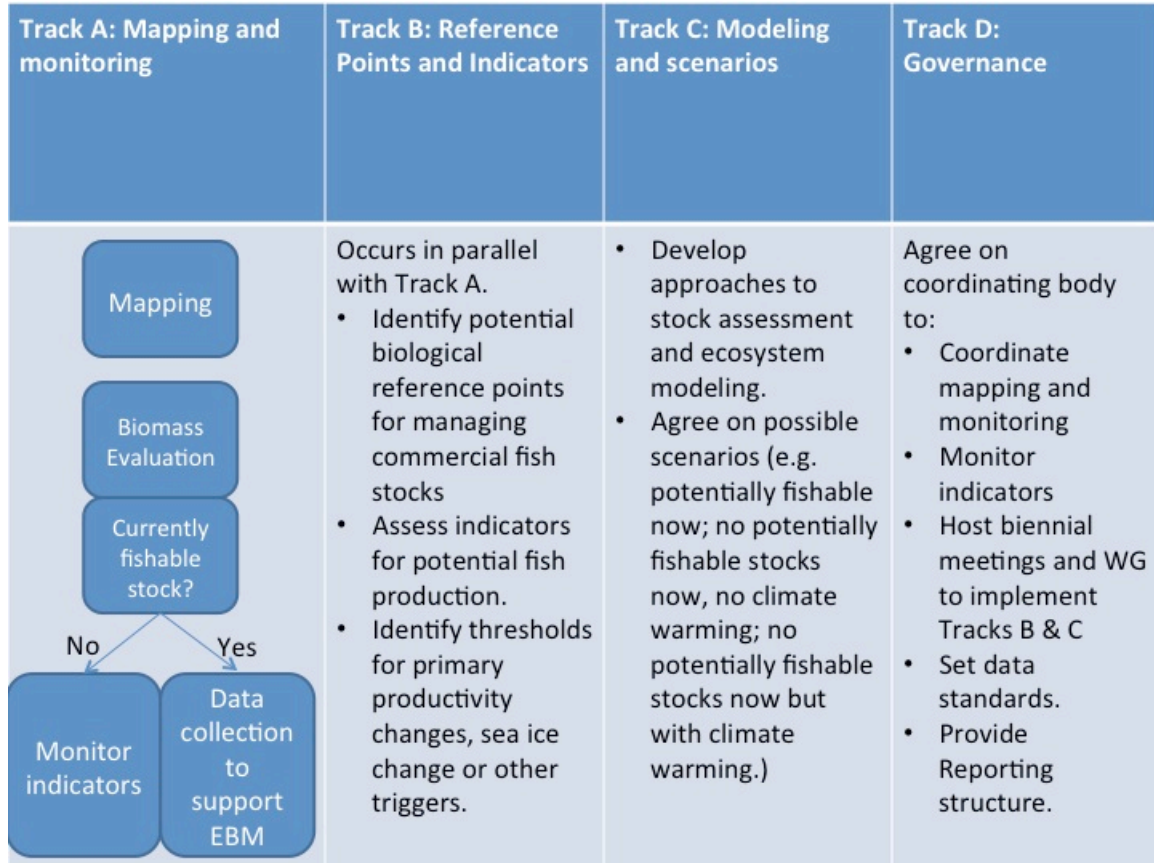 Track A: Mapping and
monitoring
Track B: Reference
Points and Indicators
Track C: Modeling
and scenarios
Track D:
Governance
Mapping
Biomass
Evaluation
Currently
fishable
stock?
No
Yes
Monitor
indicators
Data
collection
to
support
EBM
Occurs in parallel
with Track A.
• Identify potential
biological
reference points
for managing
commercial fish
stocks
• Assess indicators
for potential fish
production.
• Identify thresholds
for primary
productivity
changes, sea ice
change or other
triggers.
• Develop
approaches to
stock assessment
and ecosystem
modeling.
• Agree on possible
scenarios (e.g.
potentially fishable
now; no potentially
fishable stocks
now, no climate
warming; no
potentially fishable
stocks now but
with climate
warming.)
Agree on
coordinating body
to:
• Coordinate
mapping and
monitoring
• Monitor
indicators
• Host biennial
meetings and WG
to implement
Tracks B & C
• Set data
standards.
• Provide
Reporting
structure.